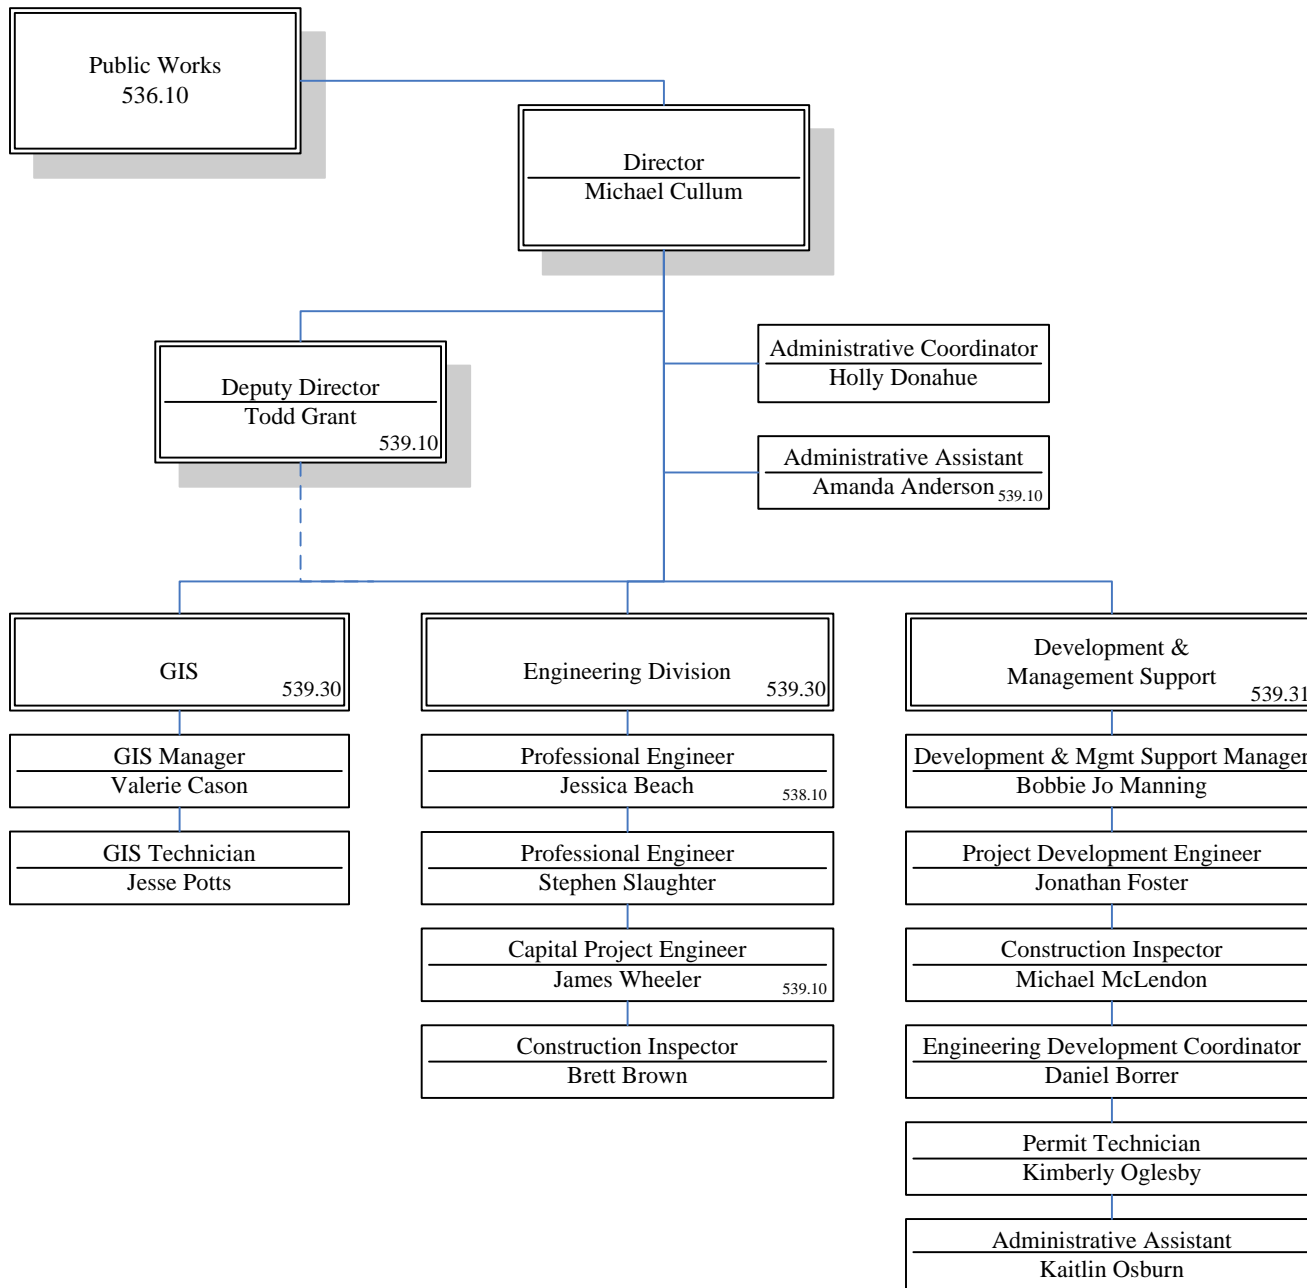 Public Works
536.10
Director
Michael Cullum
Deputy Director
Todd Grant
539.10
Administrative Coordinator
Holly Donahue
Administrative Assistant
Amanda Anderson 539.10
GIS
539.30
GIS Manager
Valerie Cason
GIS Technician
Jesse Potts
Engineering Division
539.30
Professional Engineer
Jessica Beach
538.10
Professional Engineer
Stephen Slaughter
Capital Project Engineer
James Wheeler
539.10
Construction Inspector
Brett Brown
Development &
Management Support
539.31
Development & Mgmt Support Manager
Bobbie Jo Manning
Project Development Engineer
Jonathan Foster
Construction Inspector
Michael McLendon
Engineering Development Coordinator
Daniel Borrer
Permit Technician
Kimberly Oglesby
Administrative Assistant
Kaitlin Osburn